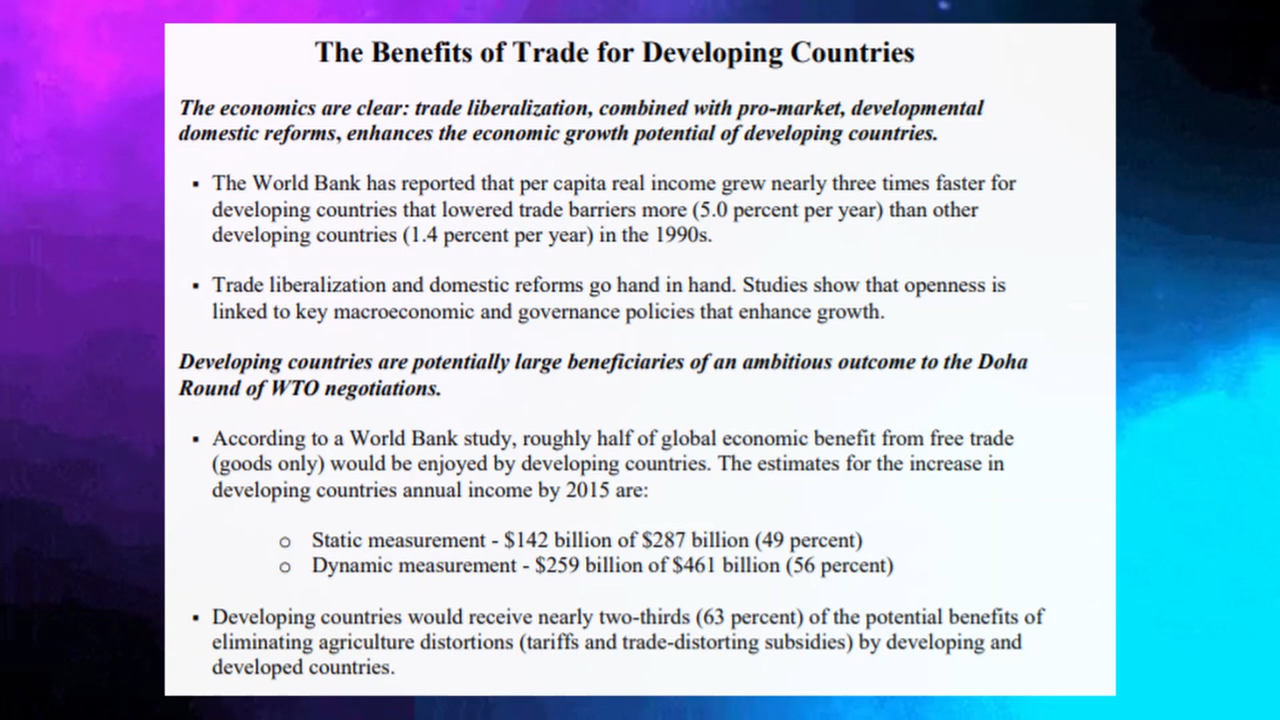 The Benefits of Trade for Developing Countries
The economics are clear: trade liberalization, combined with pro-market, developmental
domestic reforms, enhances the economic growth potential of developing countries.
▪ The World Bank has reported that per capita real income grew nearly three times faster for
developing countries that lowered trade barriers more (5.0 percent per year) than other
developing countries (1.4 percent per year) in the 1990s.
▪ Trade liberalization and domestic reforms go hand in hand. Studies show that openness is
linked to key macroeconomic and governance policies that enhance growth.
Developing countries are potentially large beneficiaries of an ambitious outcome to the Doha
Round of WTO negotiations.
▪ According to a World Bank study, roughly half of global economic benefit from free trade
(goods only) would be enjoyed by developing countries. The estimates for the increase in
developing countries annual income by 2015 are:
o Static measurement - $142 billion of $287 billion (49 percent)
o Dynamic measurement - $259 billion of $461 billion (56 percent)
▪ Developing countries would receive nearly two-thirds (63 percent) of the potential benefits of
eliminating agriculture distortions (tariffs and trade-distorting subsidies) by developing and
developed countries.